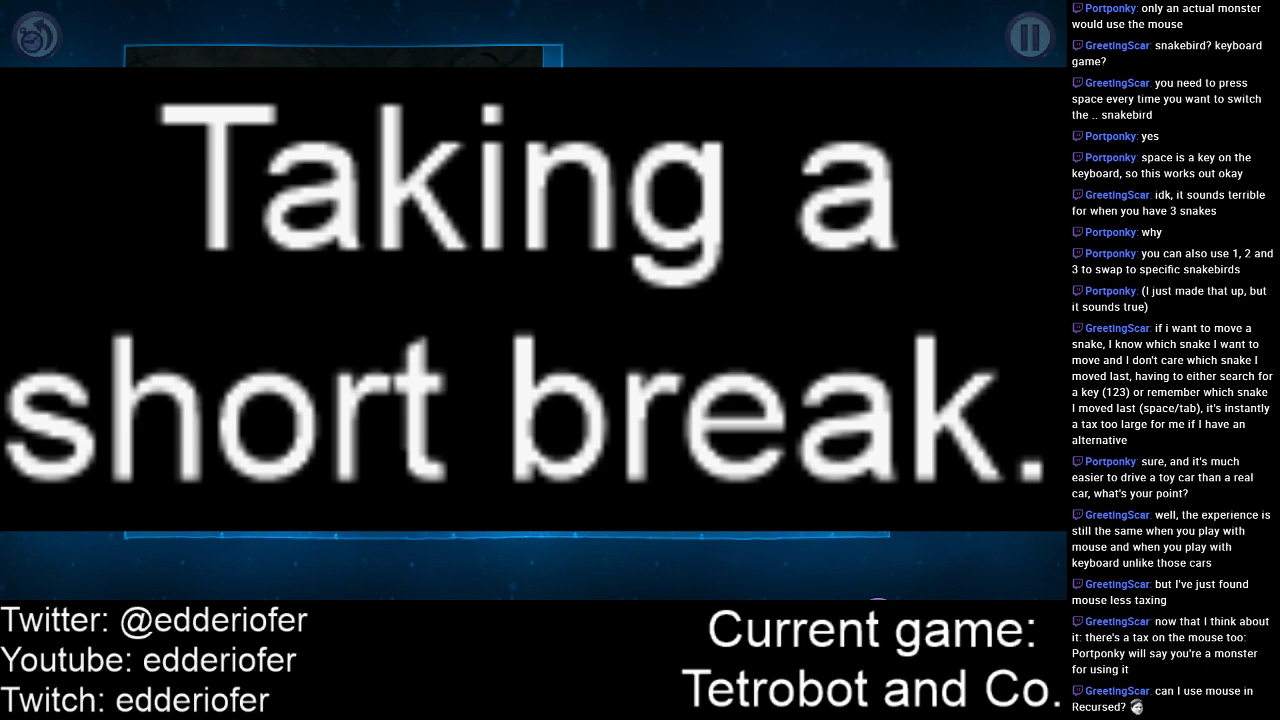 Taking a
short break.
Twitter: @edderiofer
Youtube: edderiofer
Twitch: edderiofer
Current game:
Tetrobot and Co.
Portponky: only an actual monster
would use the mouse
GreetingScar: snakebird? keyboard
game?
GreetingScar: you need to press
space every time you want to switch
the .. snakebird
Portponky: yes
Portponky: space is a key on the
keyboard, so this works out okay
GreetingScar: idk, it sounds terrible
for when you have 3 snakes
Portponky: why
Portponky: you can also use 1, 2 and
3 to swap to specific snakebirds
Portponky: (I just made that up, but
it sounds true)
GreetingScar: if i want to move a
snake, I know which snake I want to
move and I don't care which snake I
moved last, having to either search for
a key (123) or remember which snake
I moved last (space/tab), it's instantly
a tax too large for me if I have an
alternative
Portponky: sure, and it's much
easier to drive a toy car than a real
car, what's your point?
GreetingScar: well, the experience is
still the same when you play with
mouse and when you play with
keyboard unlike those cars
GreetingScar: but I've just found
mouse less taxing
GreetingScar: now that I think about
it: there's a tax on the mouse too:
Portponky will say you're a monster
for using it
GreetingScar: can I use mouse in
Recursed?